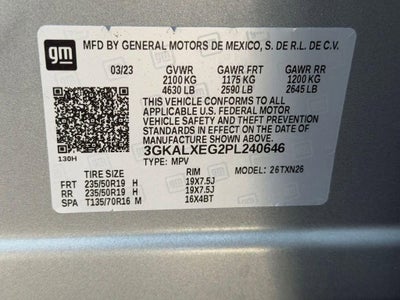 gm
MFD BY GENERAL MOTORS DE MEXICO, S. DE R.L. DE C.V.
03/23 GVWR GAWR FRT GAWR RR
2100 KG 1175 KG 1200 KG
4630 LB 2590 LB 2645 LB
THIS VEHICLE CONFORMS TO ALL
APPLICABLE U.S. FEDERAL MOTOR
VEHICLE SAFETY AND THEFT PREVENTION
STANDARDS IN EFFECT ON THE DATE OF
MANUFACTURE SHOWN ABOVE.
130H 3GKALXEG2PL240646
TYPE: MPV MODEL: 26TXN26
TIRE SIZE RIM
FRT 235/50R19 H 19X7.5J
RR 235/50R19 H 19X7.5J
SPA T135/70R16 M 16X4BT